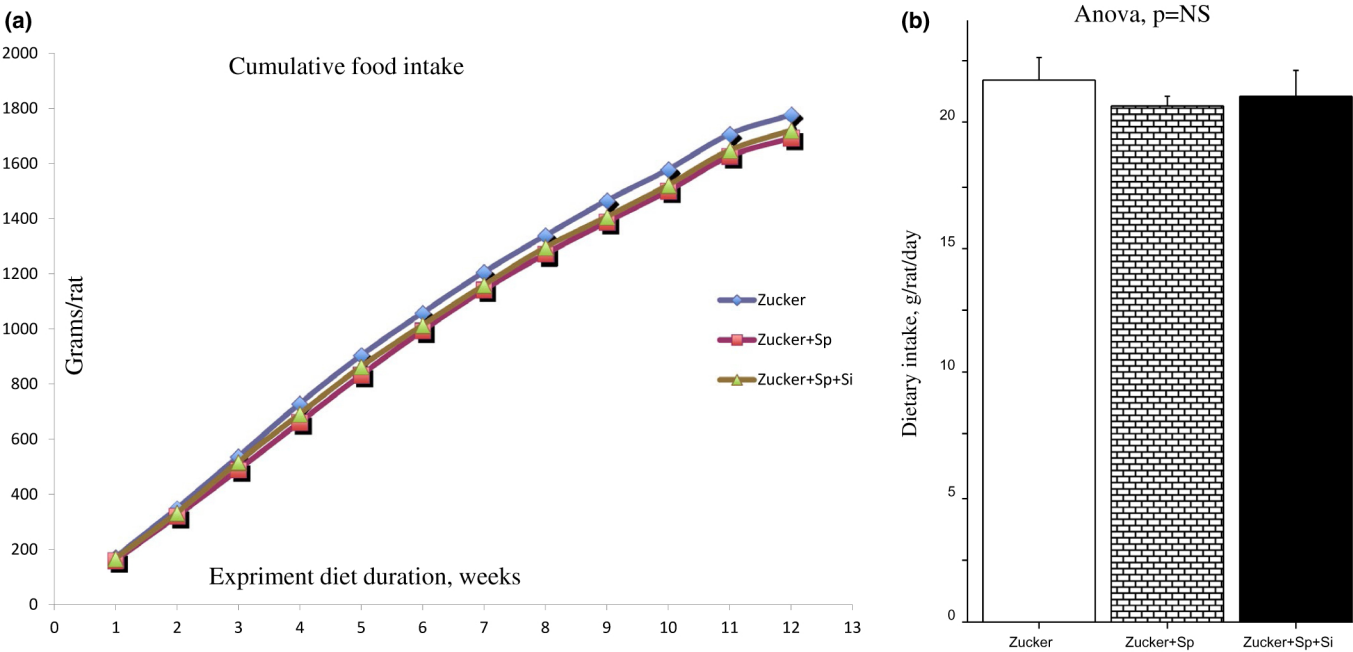 (a)
Cumulative food intake
2000
1800
1600
1400
1200
1000
800
600
400
200
0
Grams/rat
Zucker
Zucker+Sp
Zucker+Sp+Si
Expriment diet duration, weeks
0 1 2 3 4 5 6 7 8 9 10 11 12 13
(b)
Anova, p=NS
20
15
10
5
0
Dietary intake, g/rat/day
Zucker Zucker+Sp Zucker+Sp+Si